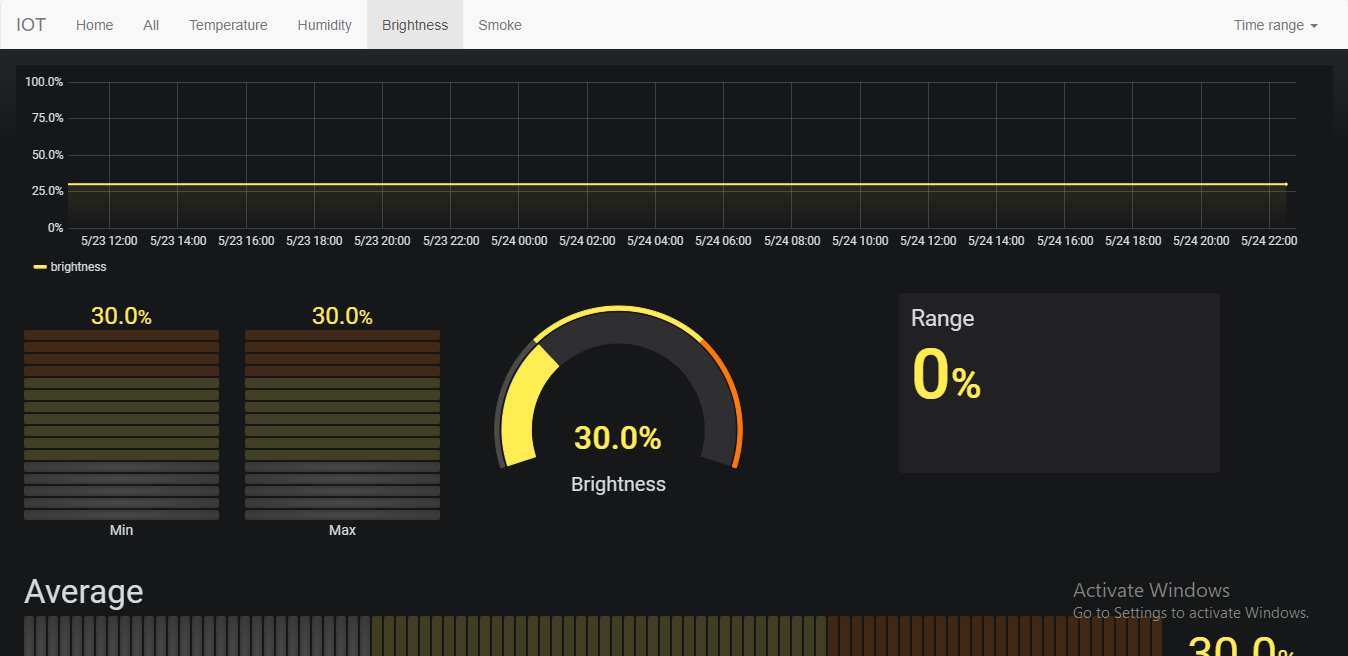 IOT Home All Temperature Humidity Brightness Smoke Time range
100.0%
75.0%
50.0%
25.0%
0%
5/23 12:00 5/23 14:00 5/23 16:00 5/23 18:00 5/23 20:00 5/23 22:00 5/24 00:00 5/24 02:00 5/24 04:00 5/24 06:00 5/24 08:00 5/24 10:00 5/24 12:00 5/24 14:00 5/24 16:00 5/24 18:00 5/24 20:00 5/24 22:00
brightness
30.0% 30.0%
Min Max
30.0%
Brightness
Range
0%
Average
30.0%
Activate Windows
Go to Settings to activate Windows.